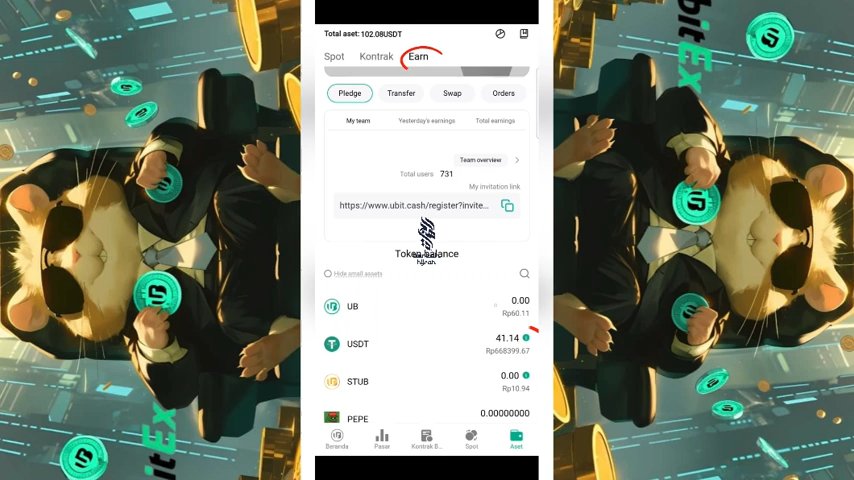 Total aset: 102.08USDT
Spot Kontrak Earn
Pledge Transfer Swap Orders
My team Yesterday's earnings Total earnings
Team overview
Total users 731
My invitation link
https://www.ubit.cash/register?invite...
Token balance
hijrah
Hide small assets
UB 0.00
Rp60.11
USDT 41.14
Rp668399.67
STUB 0.00
Rp10.94
PEPE 0.00000000
Beranda Pasar Kontrak B... Spot Aset
bitEx
itEx